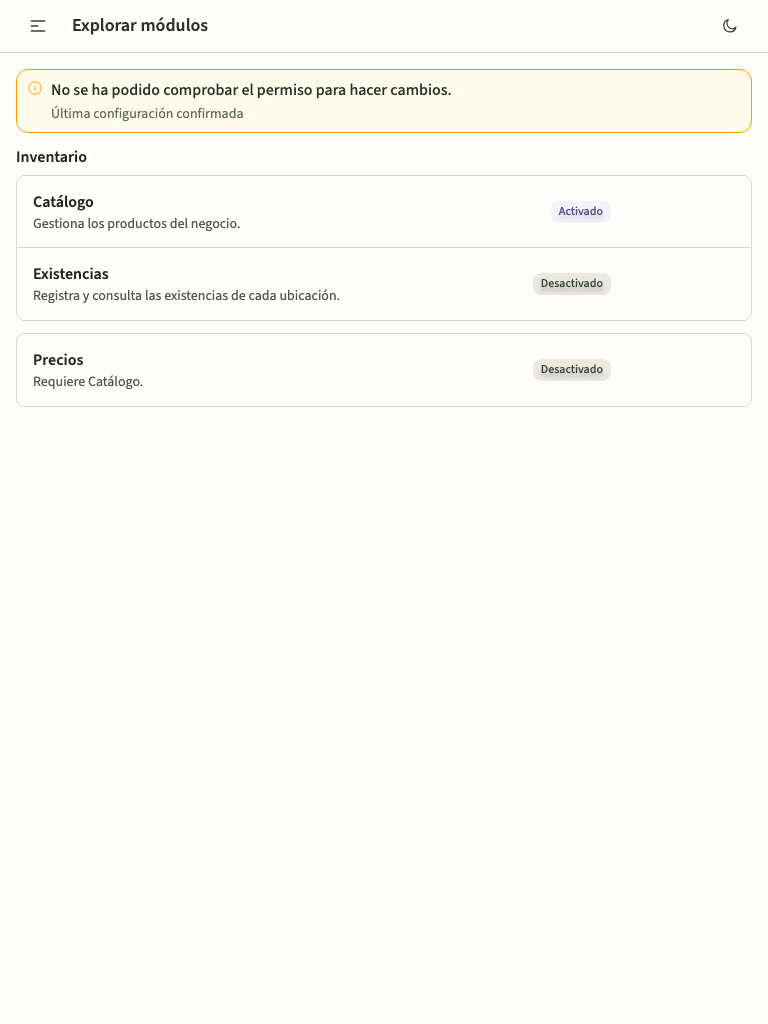 Explorar módulos
No se ha podido comprobar el permiso para hacer cambios.
Última configuración confirmada
Inventario
Catálogo
Gestiona los productos del negocio.
Activado
Existencias
Registra y consulta las existencias de cada ubicación.
Desactivado
Precios
Requiere Catálogo.
Desactivado